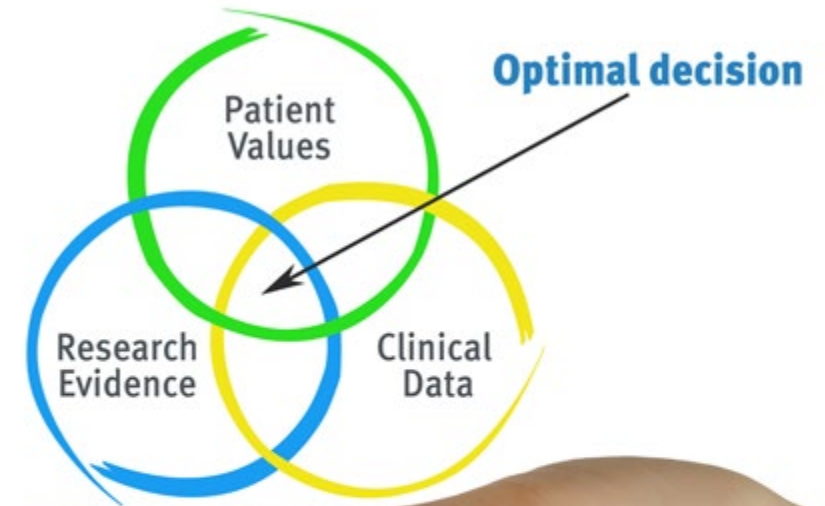 Optimal decision
Patient
Values
Research
Evidence
Clinical
Data